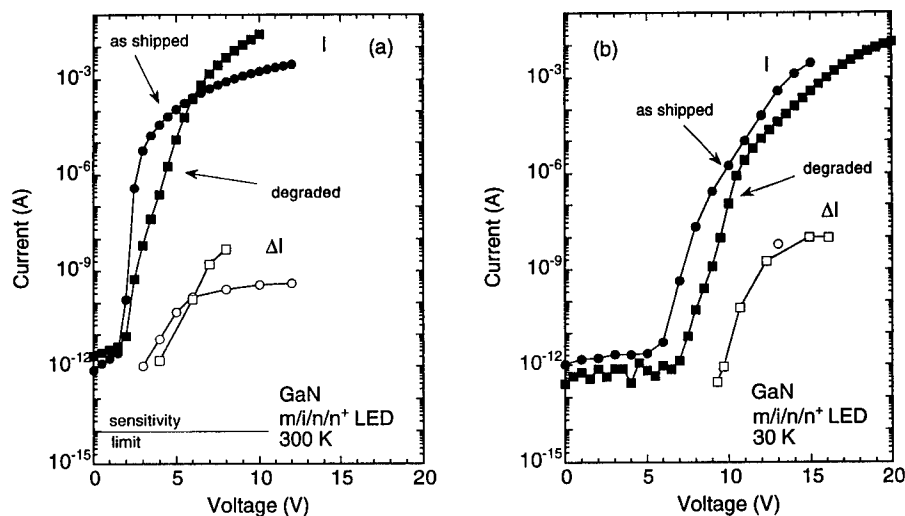 as shipped
I
(a)
degraded
ΔI
GaN
m/i/n/n⁺ LED
300 K
sensitivity
limit
10⁻³
10⁻⁶
10⁻⁹
10⁻¹²
10⁻¹⁵
Current (A)
0 5 10 15 20
Voltage (V)
(b)
I
as shipped
degraded
ΔI
GaN
m/i/n/n⁺ LED
30 K
10⁻³
10⁻⁶
10⁻⁹
10⁻¹²
10⁻¹⁵
Current (A)
0 5 10 15 20
Voltage (V)